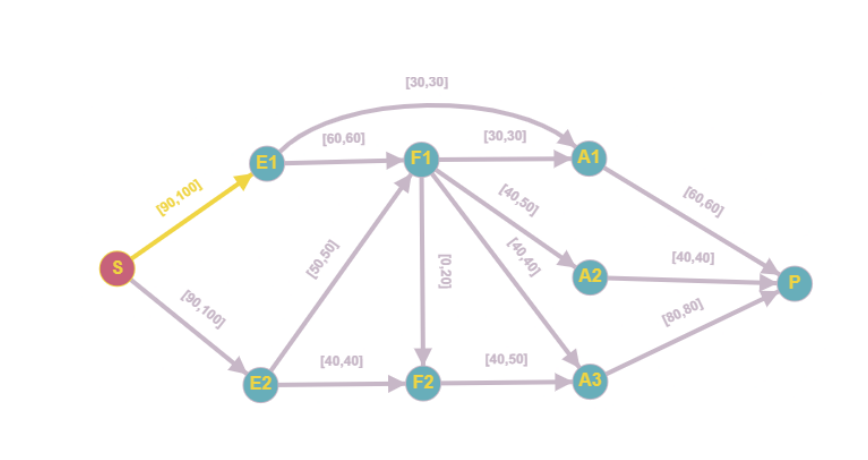 [30,30]
[60,60]
[30,30]
E1
F1
A1
[90,100]
[40,50]
[60,60]
S
[50,50]
[0,20]
[40,40]
A2
[40,40]
P
[90,100]
[80,80]
[40,40]
[40,50]
E2
F2
A3